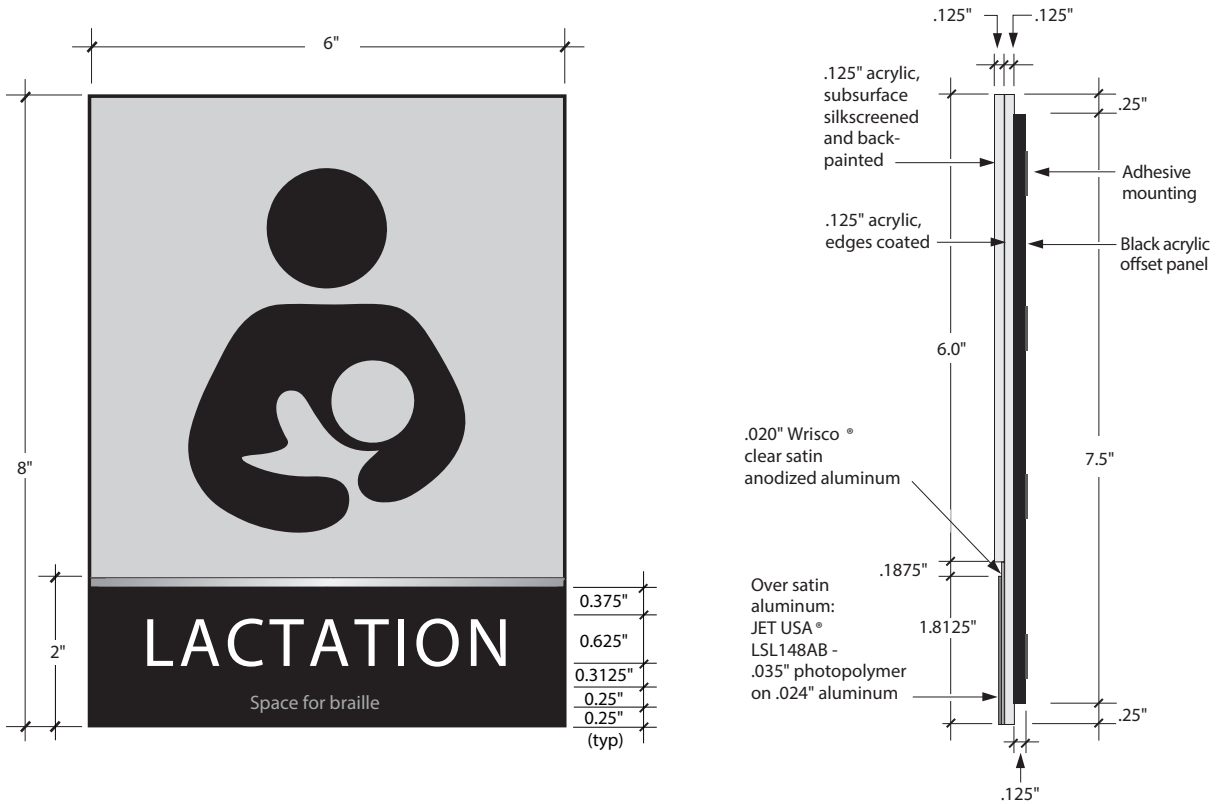 6"
8"
2"
LACTATION
Space for braille
0.375"
0.625"
0.3125"
0.25"
0.25"
(typ)
.125"
.125"
.125" acrylic,
subsurface
silkscreened
and back-
painted
.25"
Adhesive
mounting
.125" acrylic,
edges coated
Black acrylic
offset panel
6.0"
7.5"
.020" Wrisco ®
clear satin
anodized aluminum
.1875"
Over satin
aluminum:
JET USA ®
LSL148AB -
.035" photopolymer
on .024" aluminum
1.8125"
.25"
.125"